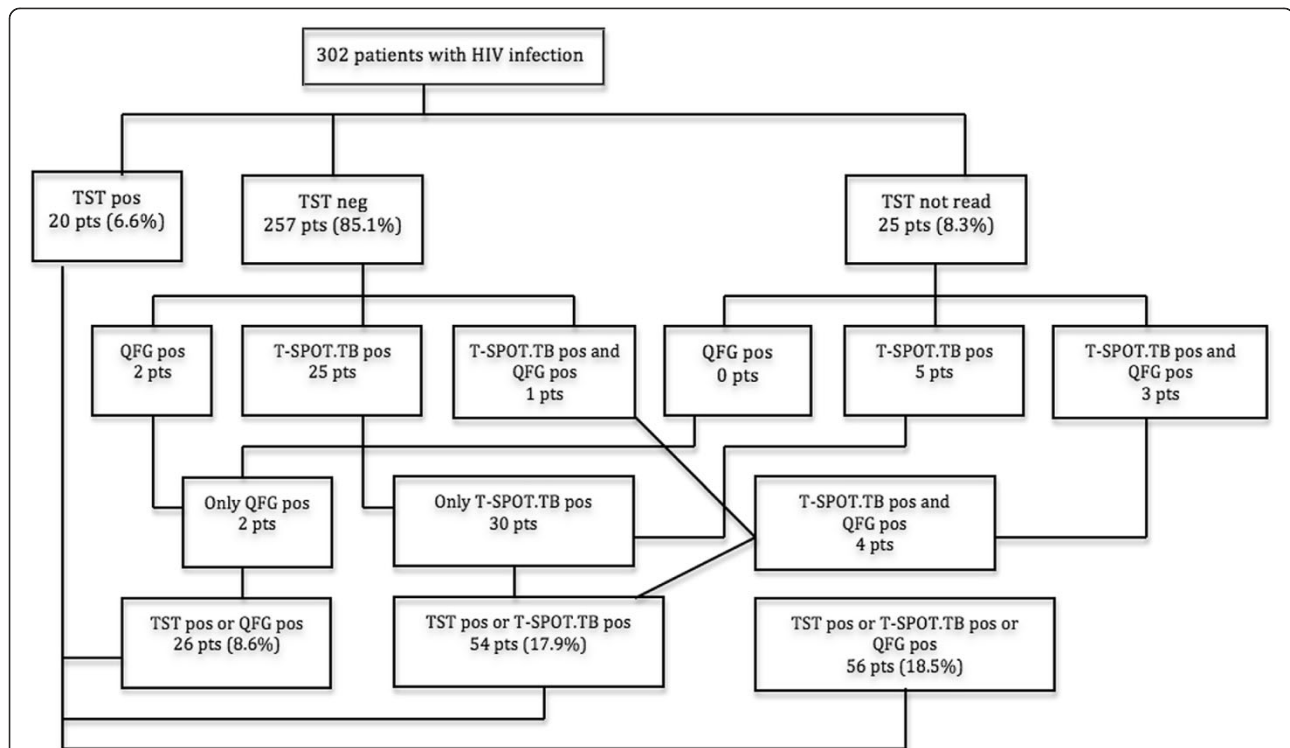 302 patients with HIV infection
TST pos
20 pts (6.6%)
TST neg
257 pts (85.1%)
TST not read
25 pts (8.3%)
QFG pos
2 pts
T-SPOT.TB pos
25 pts
T-SPOT.TB pos and
QFG pos
1 pts
QFG pos
0 pts
T-SPOT.TB pos
5 pts
T-SPOT.TB pos and
QFG pos
3 pts
Only QFG pos
2 pts
Only T-SPOT.TB pos
30 pts
T-SPOT.TB pos and
QFG pos
4 pts
TST pos or QFG pos
26 pts (8.6%)
TST pos or T-SPOT.TB pos
54 pts (17.9%)
TST pos or T-SPOT.TB pos or
QFG pos
56 pts (18.5%)